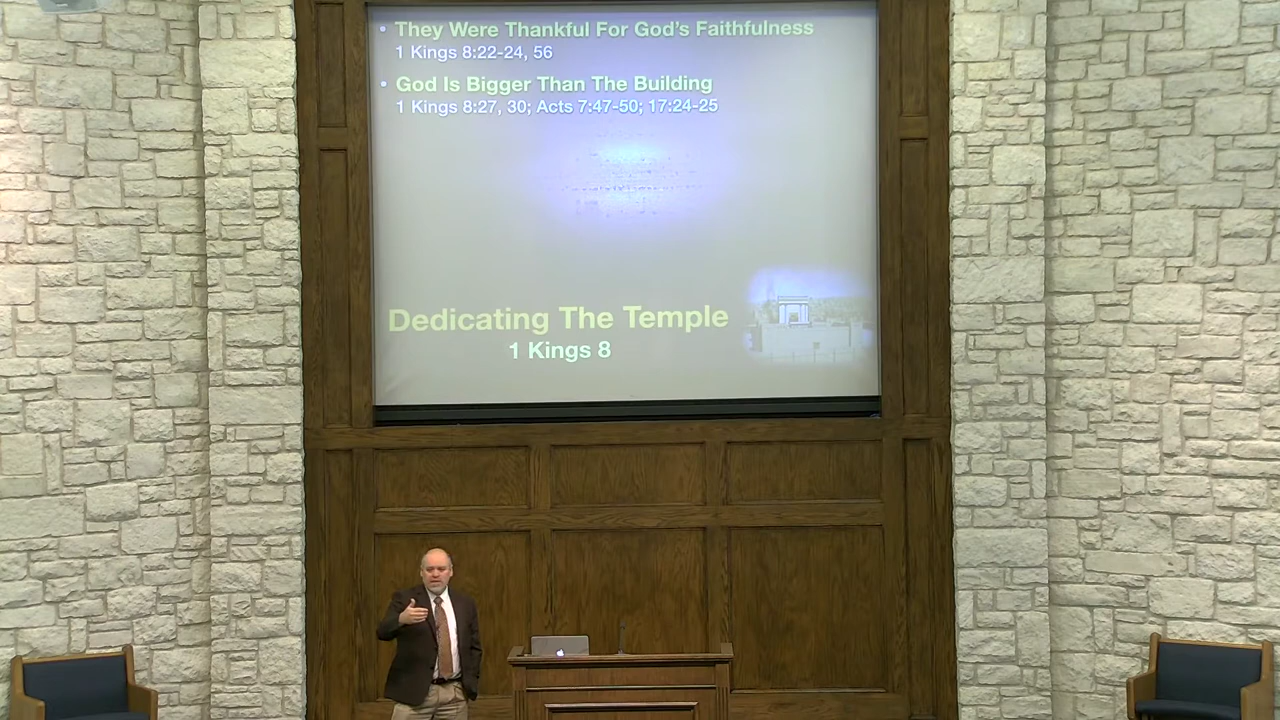 • They Were Thankful For God's Faithfulness
1 Kings 8:22-24, 56
• God Is Bigger Than The Building
1 Kings 8:27, 30; Acts 7:47-50; 17:24-25
Dedicating The Temple
1 Kings 8